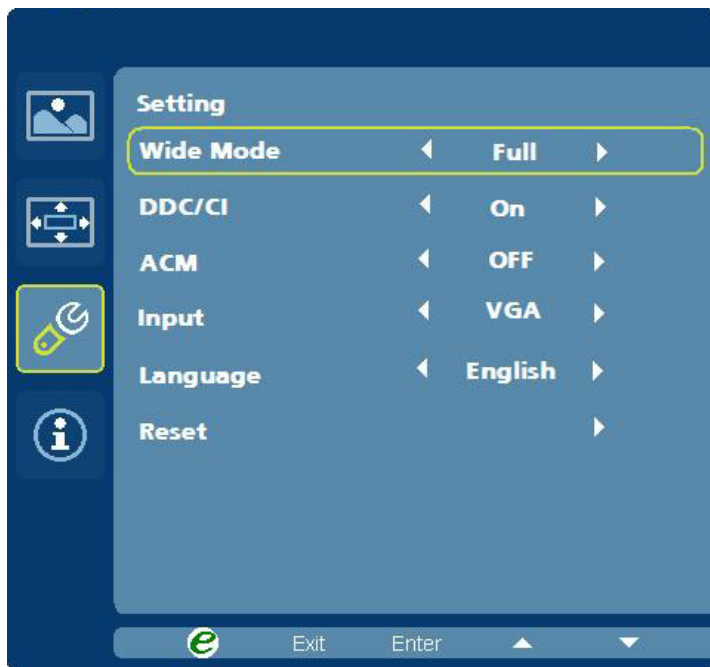 Setting
Wide Mode Full
DDC/CI On
ACM OFF
Input VGA
Language English
Reset
e Exit Enter